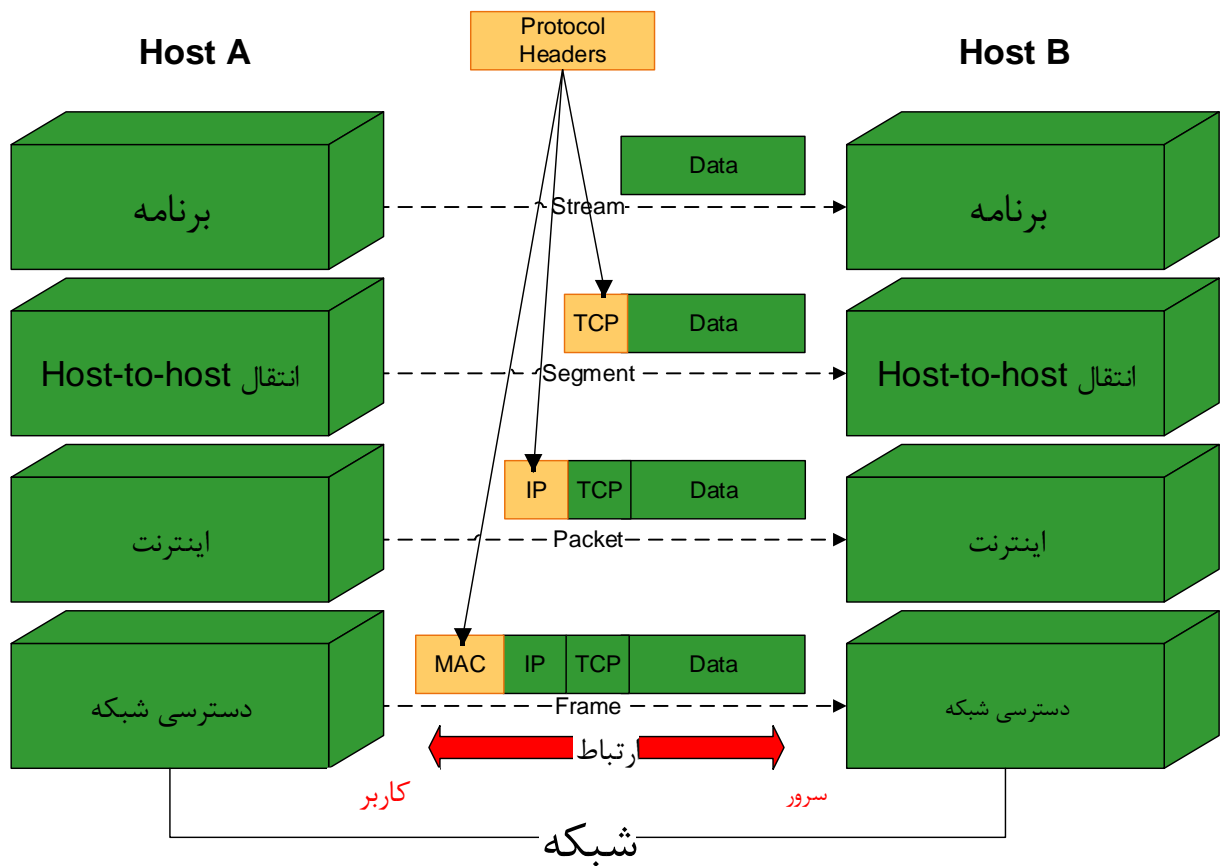 Protocol
Headers
Host A
Host B
Data
برنامه
Stream
برنامه
TCP Data
انتقال Host-to-host
Segment
انتقال Host-to-host
IP TCP Data
اینترنت
Packet
اینترنت
MAC IP TCP Data
دسترسی شبکه
Frame
دسترسی شبکه
ارتباط
کاربر
سرور
شبکه